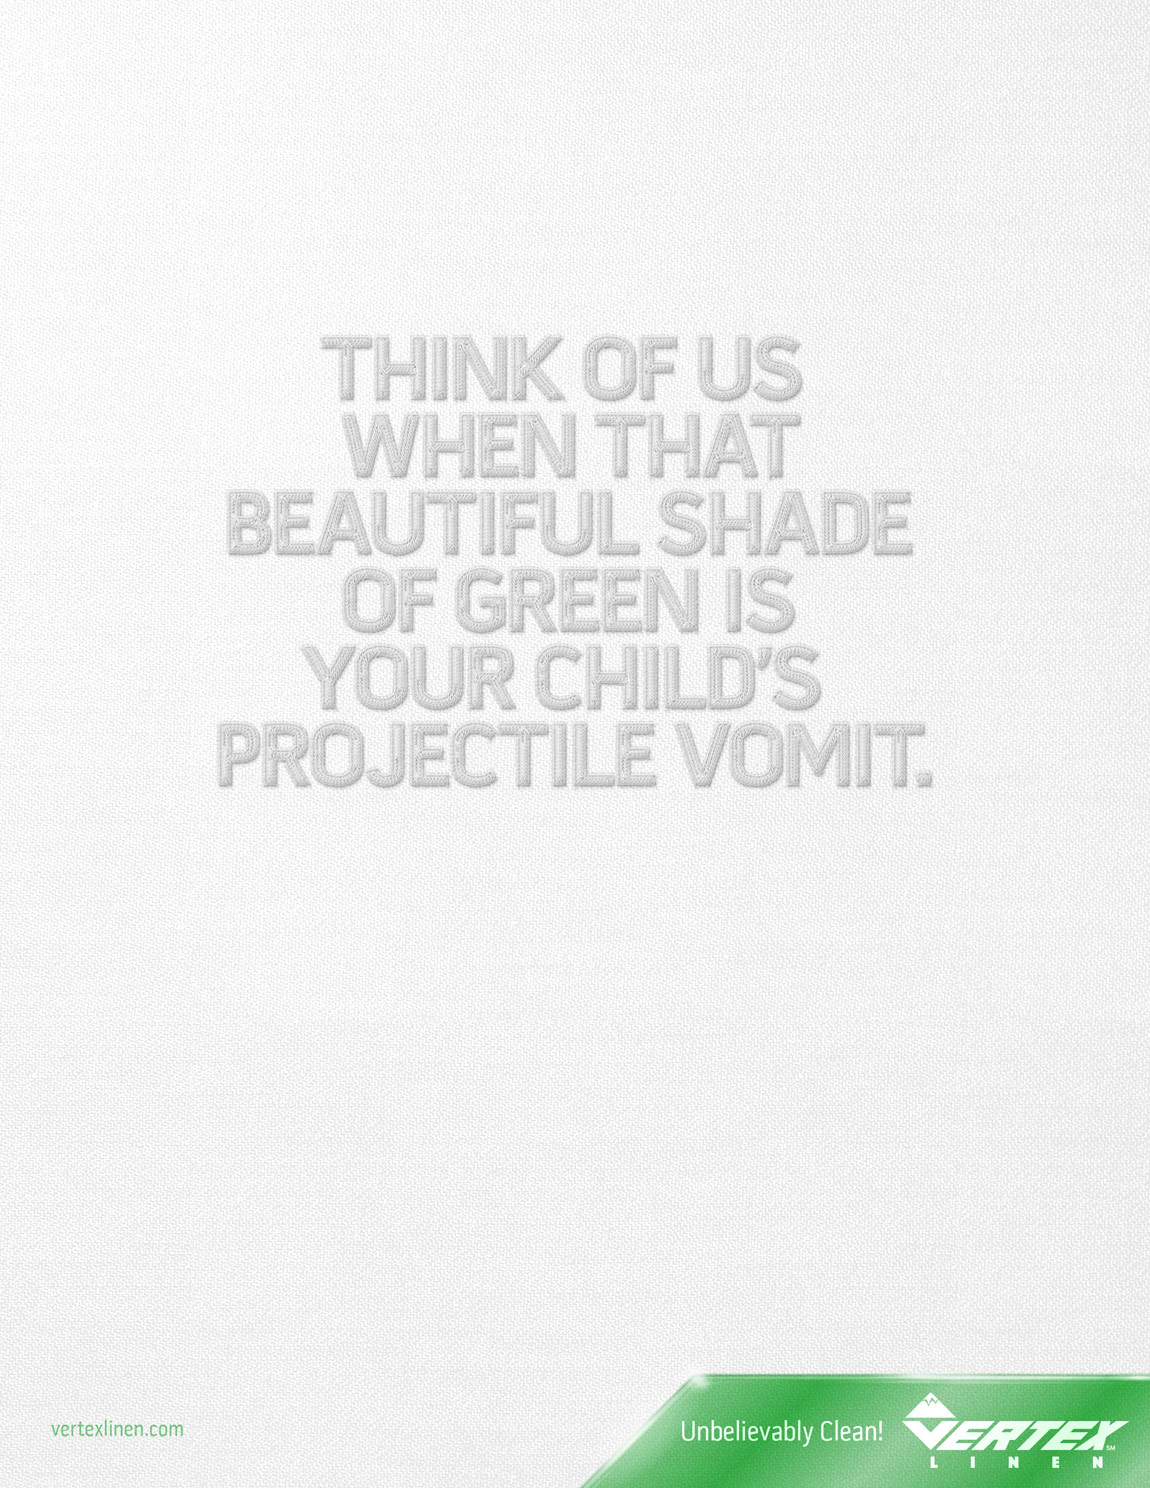 THINK OF US
WHEN THAT
BEAUTIFUL SHADE
OF GREEN IS
YOUR CHILD'S
PROJECTILE VOMIT.
vertexlinen.com
Unbelievably Clean!
VERTEX SM
LINEN